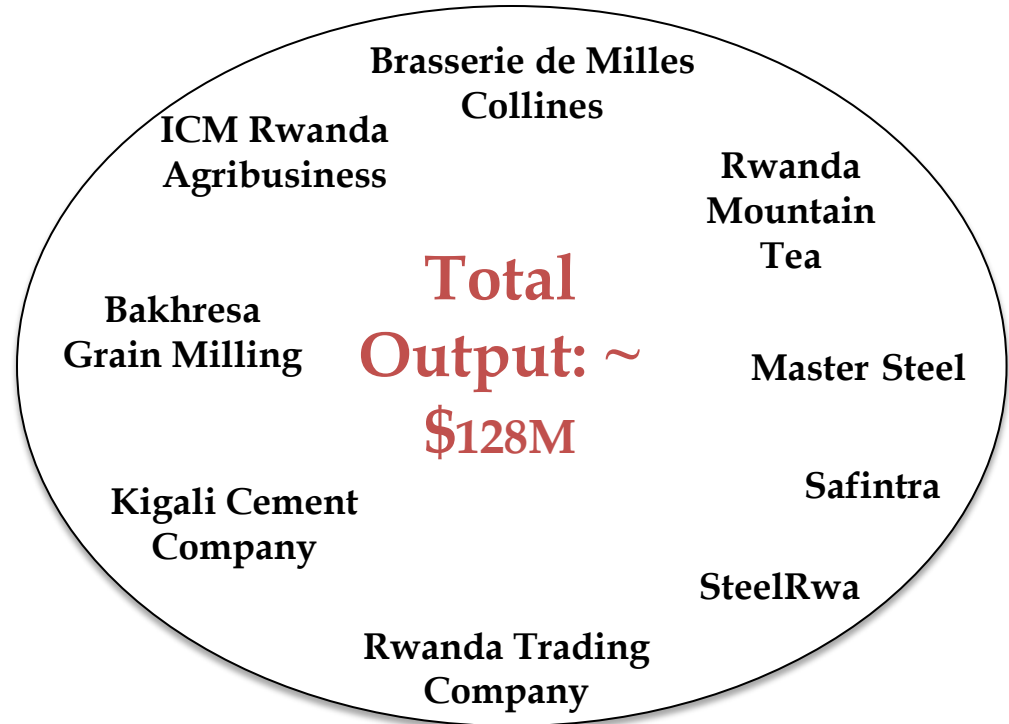 Brasserie de Milles
Collines
ICM Rwanda
Agribusiness
Rwanda
Mountain
Tea
Total
Output: ~
$128M
Bakhresa
Grain Milling
Master Steel
Kigali Cement
Company
Safintra
SteelRwa
Rwanda Trading
Company